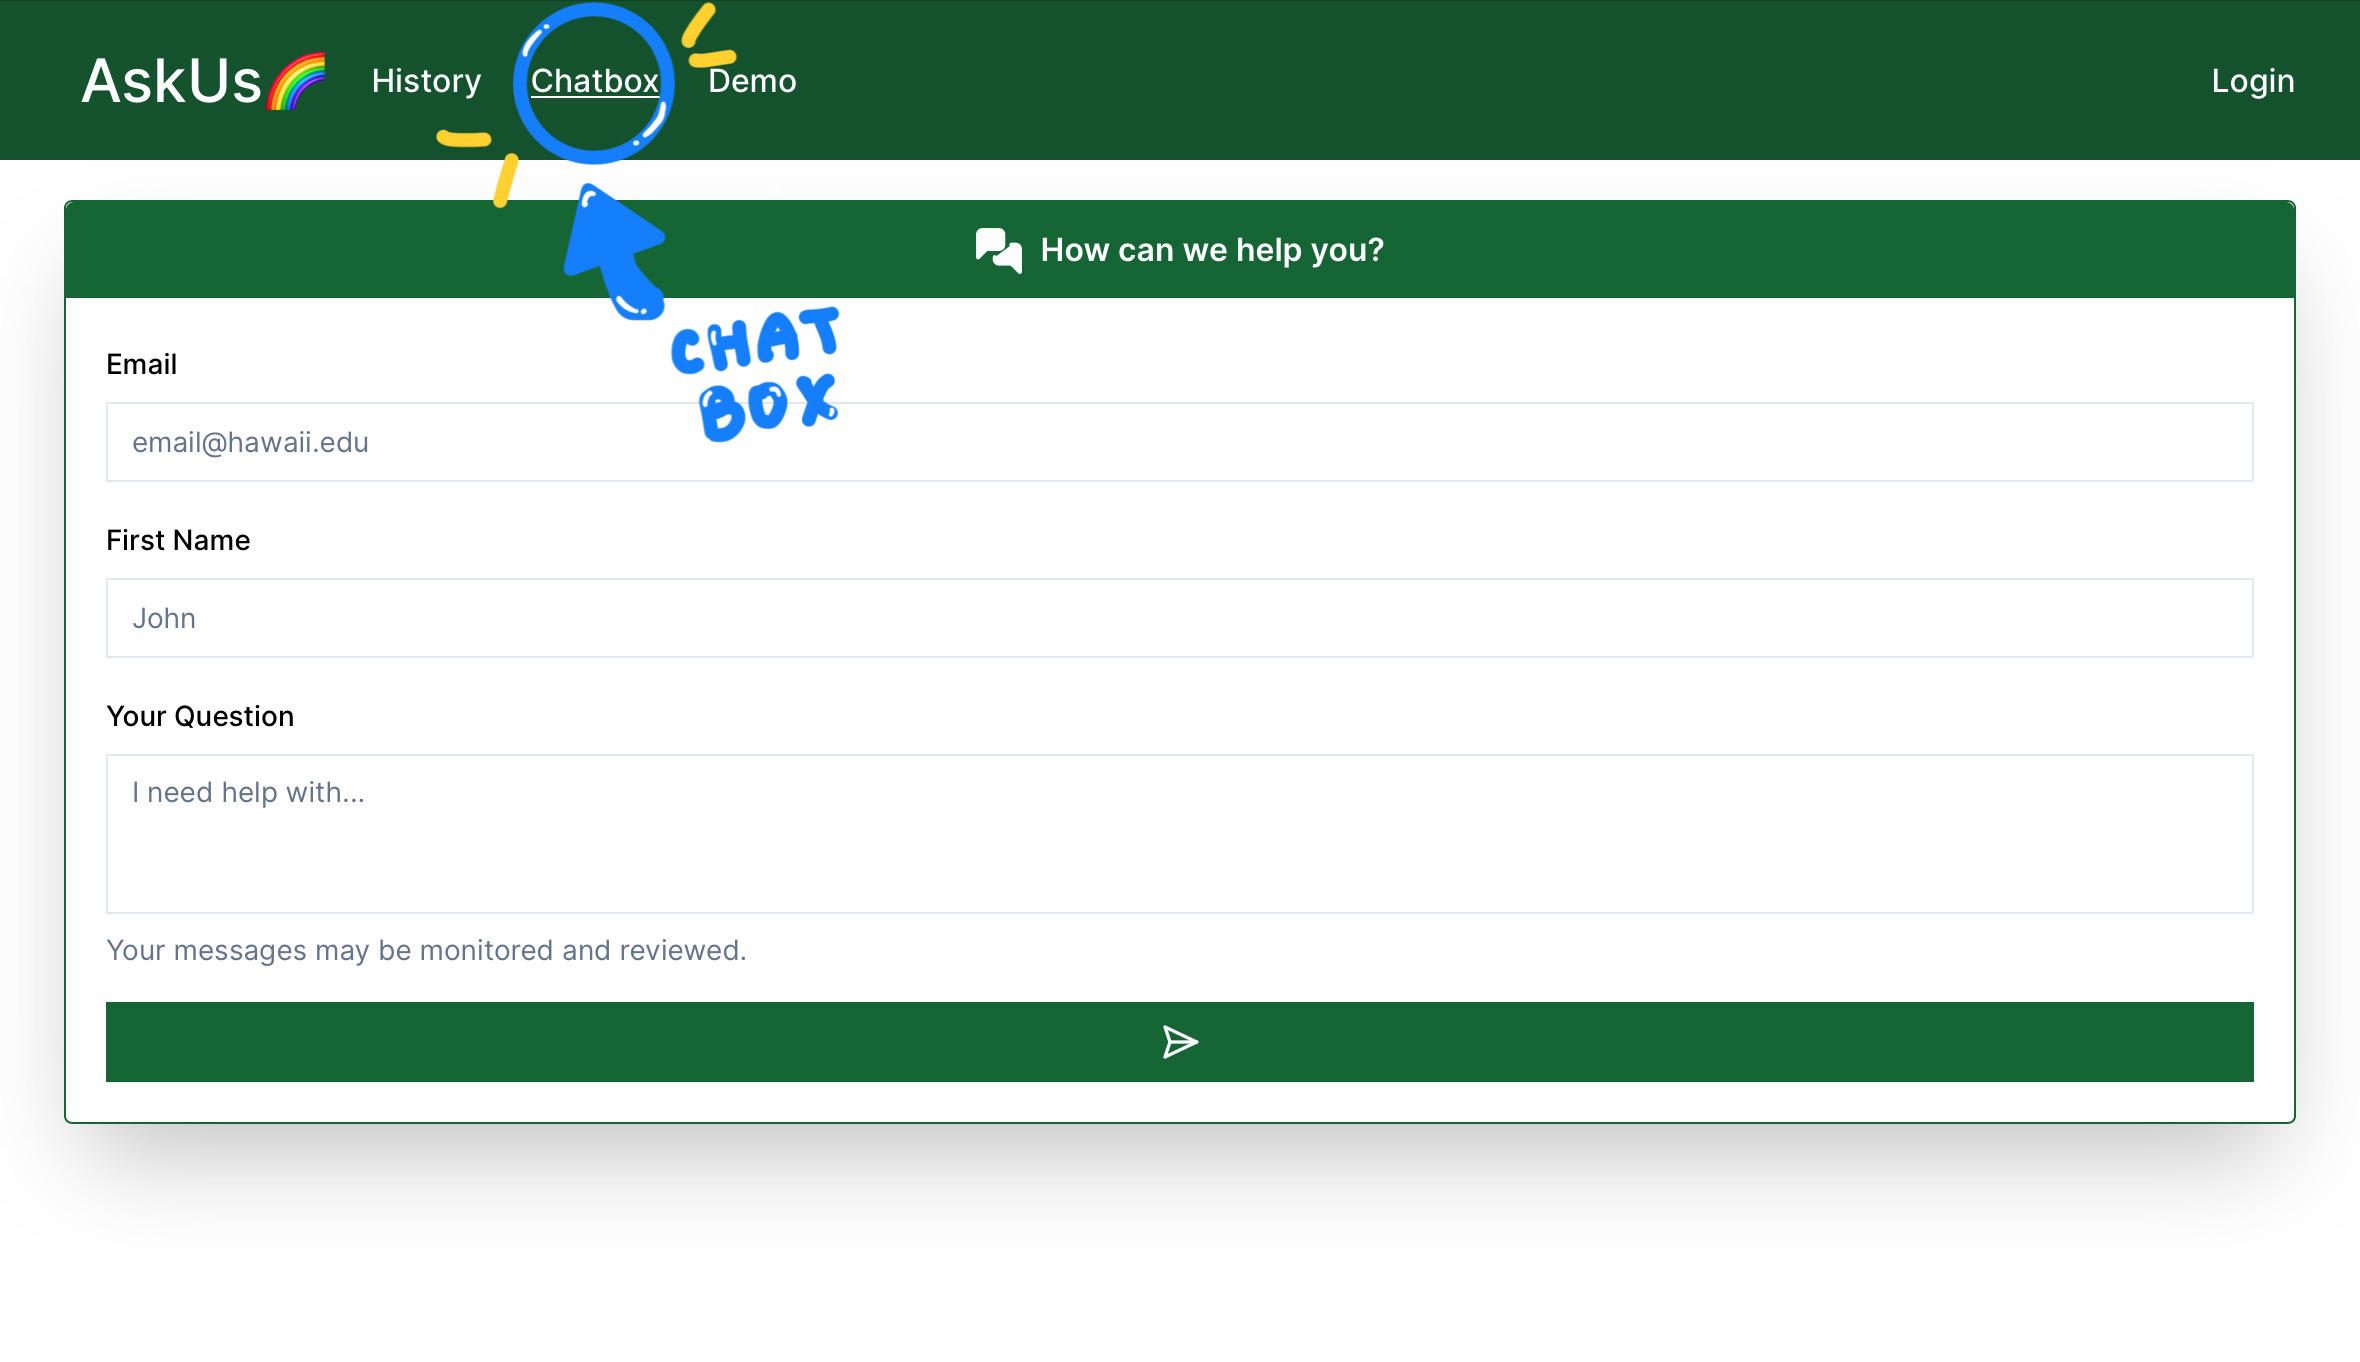 AskUs🌈 History Chatbox Demo Login
How can we help you?
CHAT
BOX
Email
email@hawaii.edu
First Name
John
Your Question
I need help with...
Your messages may be monitored and reviewed.